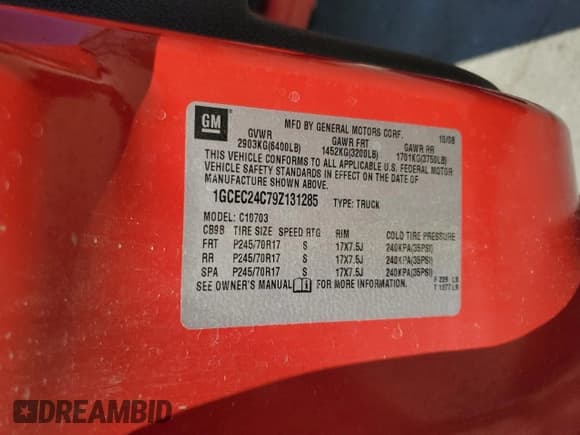 GM
MFD BY GENERAL MOTORS CORP. 10/08
GVWR GAWR FRT GAWR RR
2903KG(6400LB) 1452KG(3200LB) 1701KG(3750LB)
THIS VEHICLE CONFORMS TO ALL APPLICABLE U.S. FEDERAL MOTOR
VEHICLE SAFETY STANDARDS IN EFFECT ON THE DATE OF
MANUFACTURE SHOWN ABOVE.
1GCEC24C79Z131285 TYPE: TRUCK
MODEL: C10703
CB9B TIRE SIZE SPEED RTG RIM COLD TIRE PRESSURE
FRT P245/70R17 S 17X7.5J 240KPA(35PSI)
RR P245/70R17 S 17X7.5J 240KPA(35PSI)
SPA P245/70R17 S 17X7.5J 240KPA(35PSI)
SEE OWNER'S MANUAL FOR MORE INFORMATION.
DREAMBID